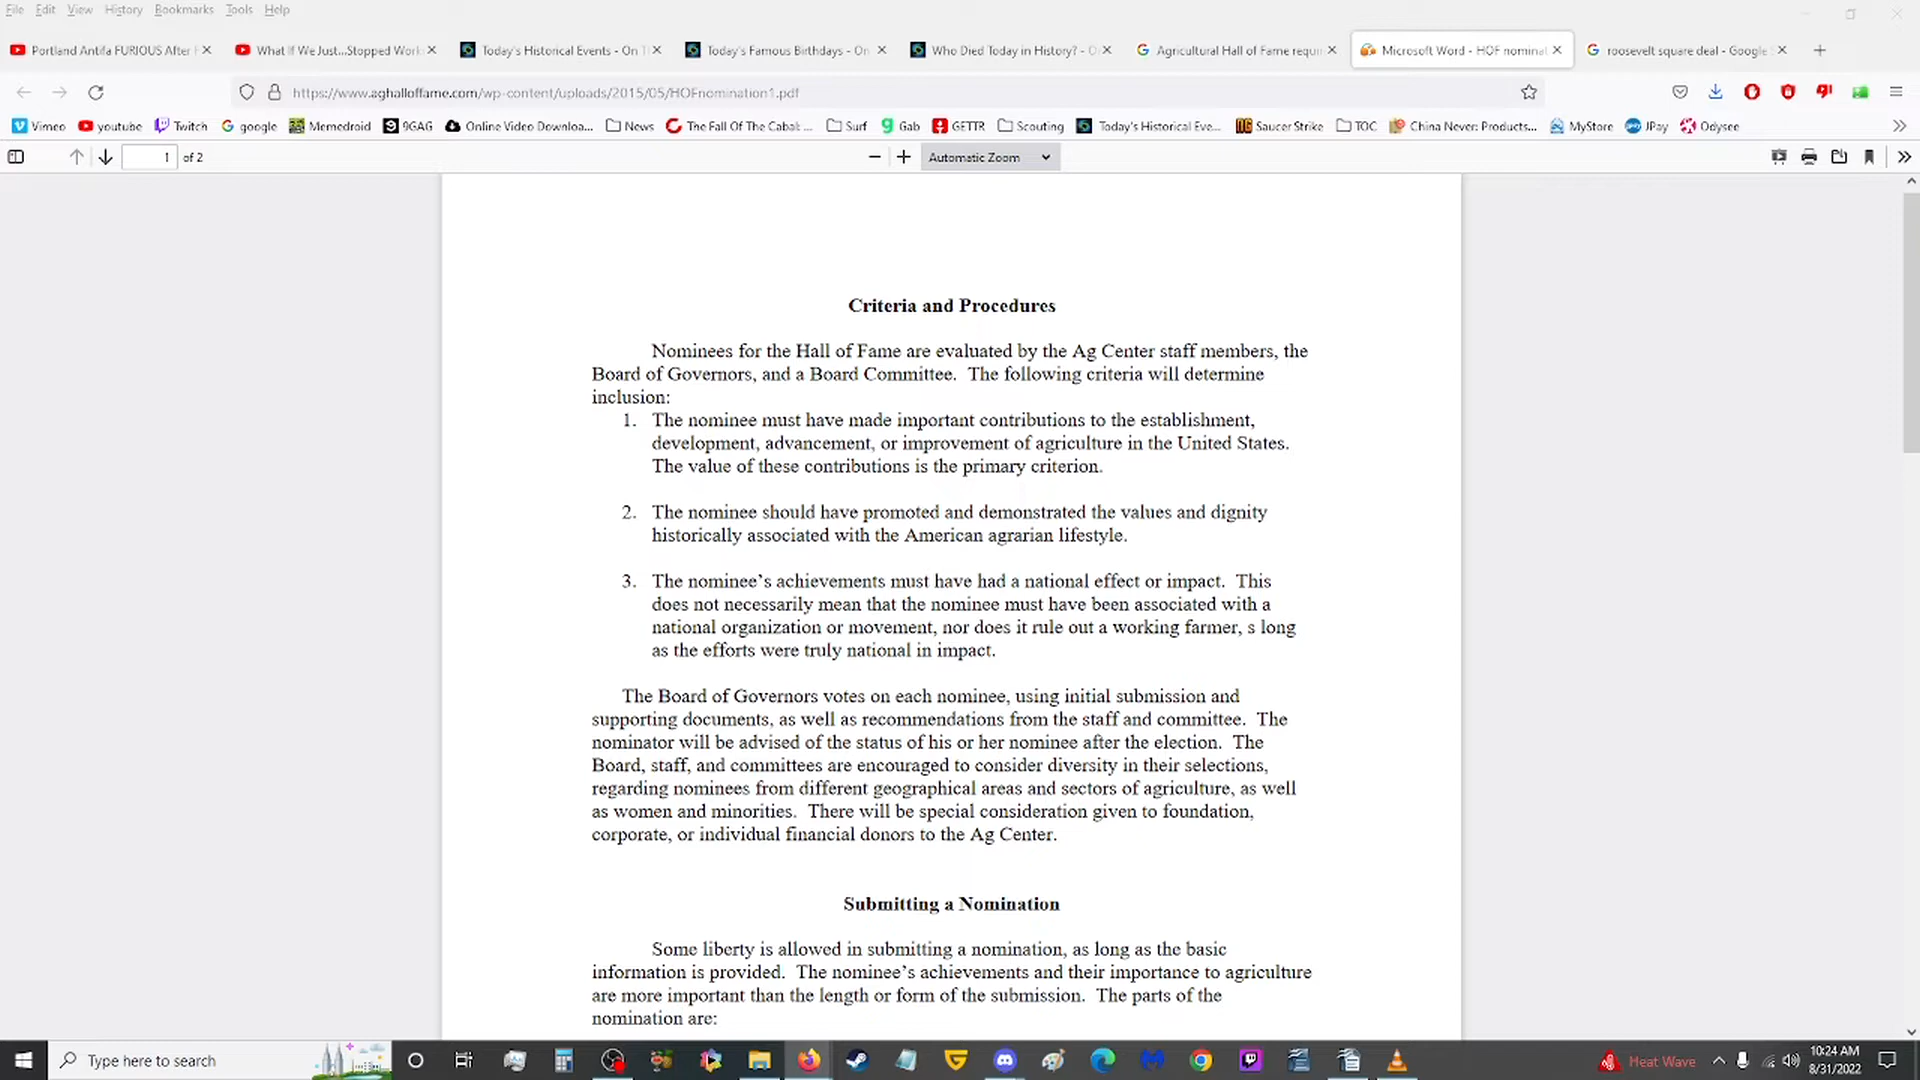 File Edit View History Bookmarks Tools Help
Portland Antifa FURIOUS After
What If We Just...Stopped Work
Today's Historical Events - On T
Today's Famous Birthdays - On
Who Died Today in History? - O
Agricultural Hall of Fame requi
Microsoft Word - HOF nominat
roosevelt square deal - Google
https://www.aghalloffame.com/wp-content/uploads/2015/05/HOFnomination1.pdf
Vimeo youtube Twitch google Memedroid 9GAG Online Video Downloa... News The Fall Of The Cabal... Surf Gab GETTR Scouting Today's Historical Eve... Saucer Strike TOC China Never: Products... MyStore JPay Odysee
1 of 2 Automatic Zoom
Criteria and Procedures
Nominees for the Hall of Fame are evaluated by the Ag Center staff members, the
Board of Governors, and a Board Committee. The following criteria will determine
inclusion:
1. The nominee must have made important contributions to the establishment,
development, advancement, or improvement of agriculture in the United States.
The value of these contributions is the primary criterion.
2. The nominee should have promoted and demonstrated the values and dignity
historically associated with the American agrarian lifestyle.
3. The nominee's achievements must have had a national effect or impact. This
does not necessarily mean that the nominee must have been associated with a
national organization or movement, nor does it rule out a working farmer, s long
as the efforts were truly national in impact.
The Board of Governors votes on each nominee, using initial submission and
supporting documents, as well as recommendations from the staff and committee. The
nominator will be advised of the status of his or her nominee after the election. The
Board, staff, and committees are encouraged to consider diversity in their selections,
regarding nominees from different geographical areas and sectors of agriculture, as well
as women and minorities. There will be special consideration given to foundation,
corporate, or individual financial donors to the Ag Center.
Submitting a Nomination
Some liberty is allowed in submitting a nomination, as long as the basic
information is provided. The nominee's achievements and their importance to agriculture
are more important than the length or form of the submission. The parts of the
nomination are:
Type here to search
Heat Wave
10:24 AM
8/31/2022